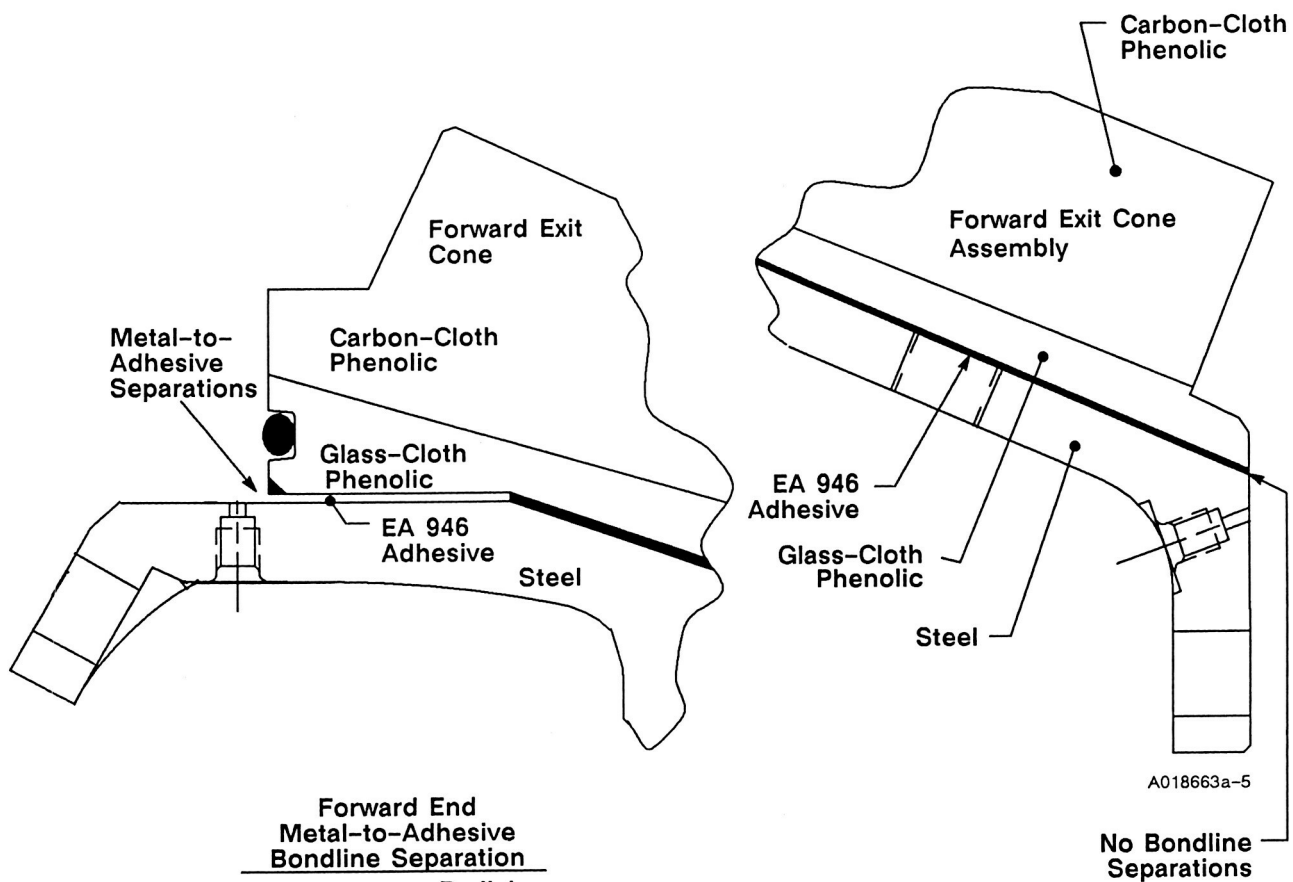 Carbon-Cloth
Phenolic
Forward Exit
Cone
Forward Exit Cone
Assembly
Metal-to-
Adhesive
Separations
Carbon-Cloth
Phenolic
Glass-Cloth
Phenolic
EA 946
Adhesive
Steel
EA 946
Adhesive
Glass-Cloth
Phenolic
Steel
A018663a-5
Forward End
Metal-to-Adhesive
Bondline Separation
No Bondline
Separations